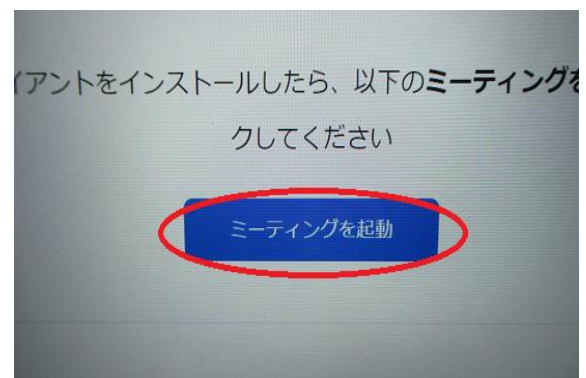 イアントをインストールしたら、以下のミーティングを
クしてください
ミーティングを起動